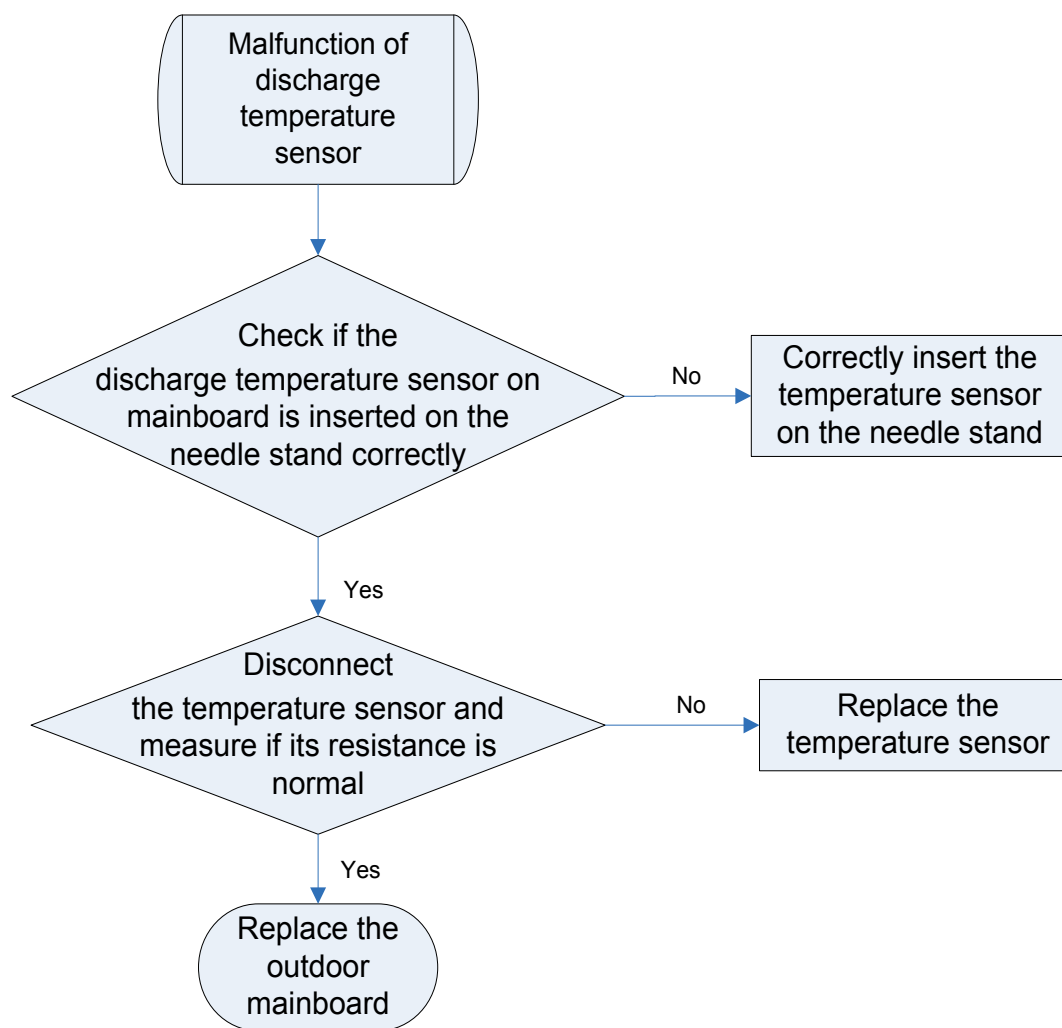 Malfunction of
discharge
temperature
sensor
Check if the
discharge temperature sensor on
mainboard is inserted on the
needle stand correctly
No
Correctly insert the
temperature sensor
on the needle stand
Yes
Disconnect
the temperature sensor and
measure if its resistance is
normal
No
Replace the
temperature sensor
Yes
Replace the
outdoor
mainboard